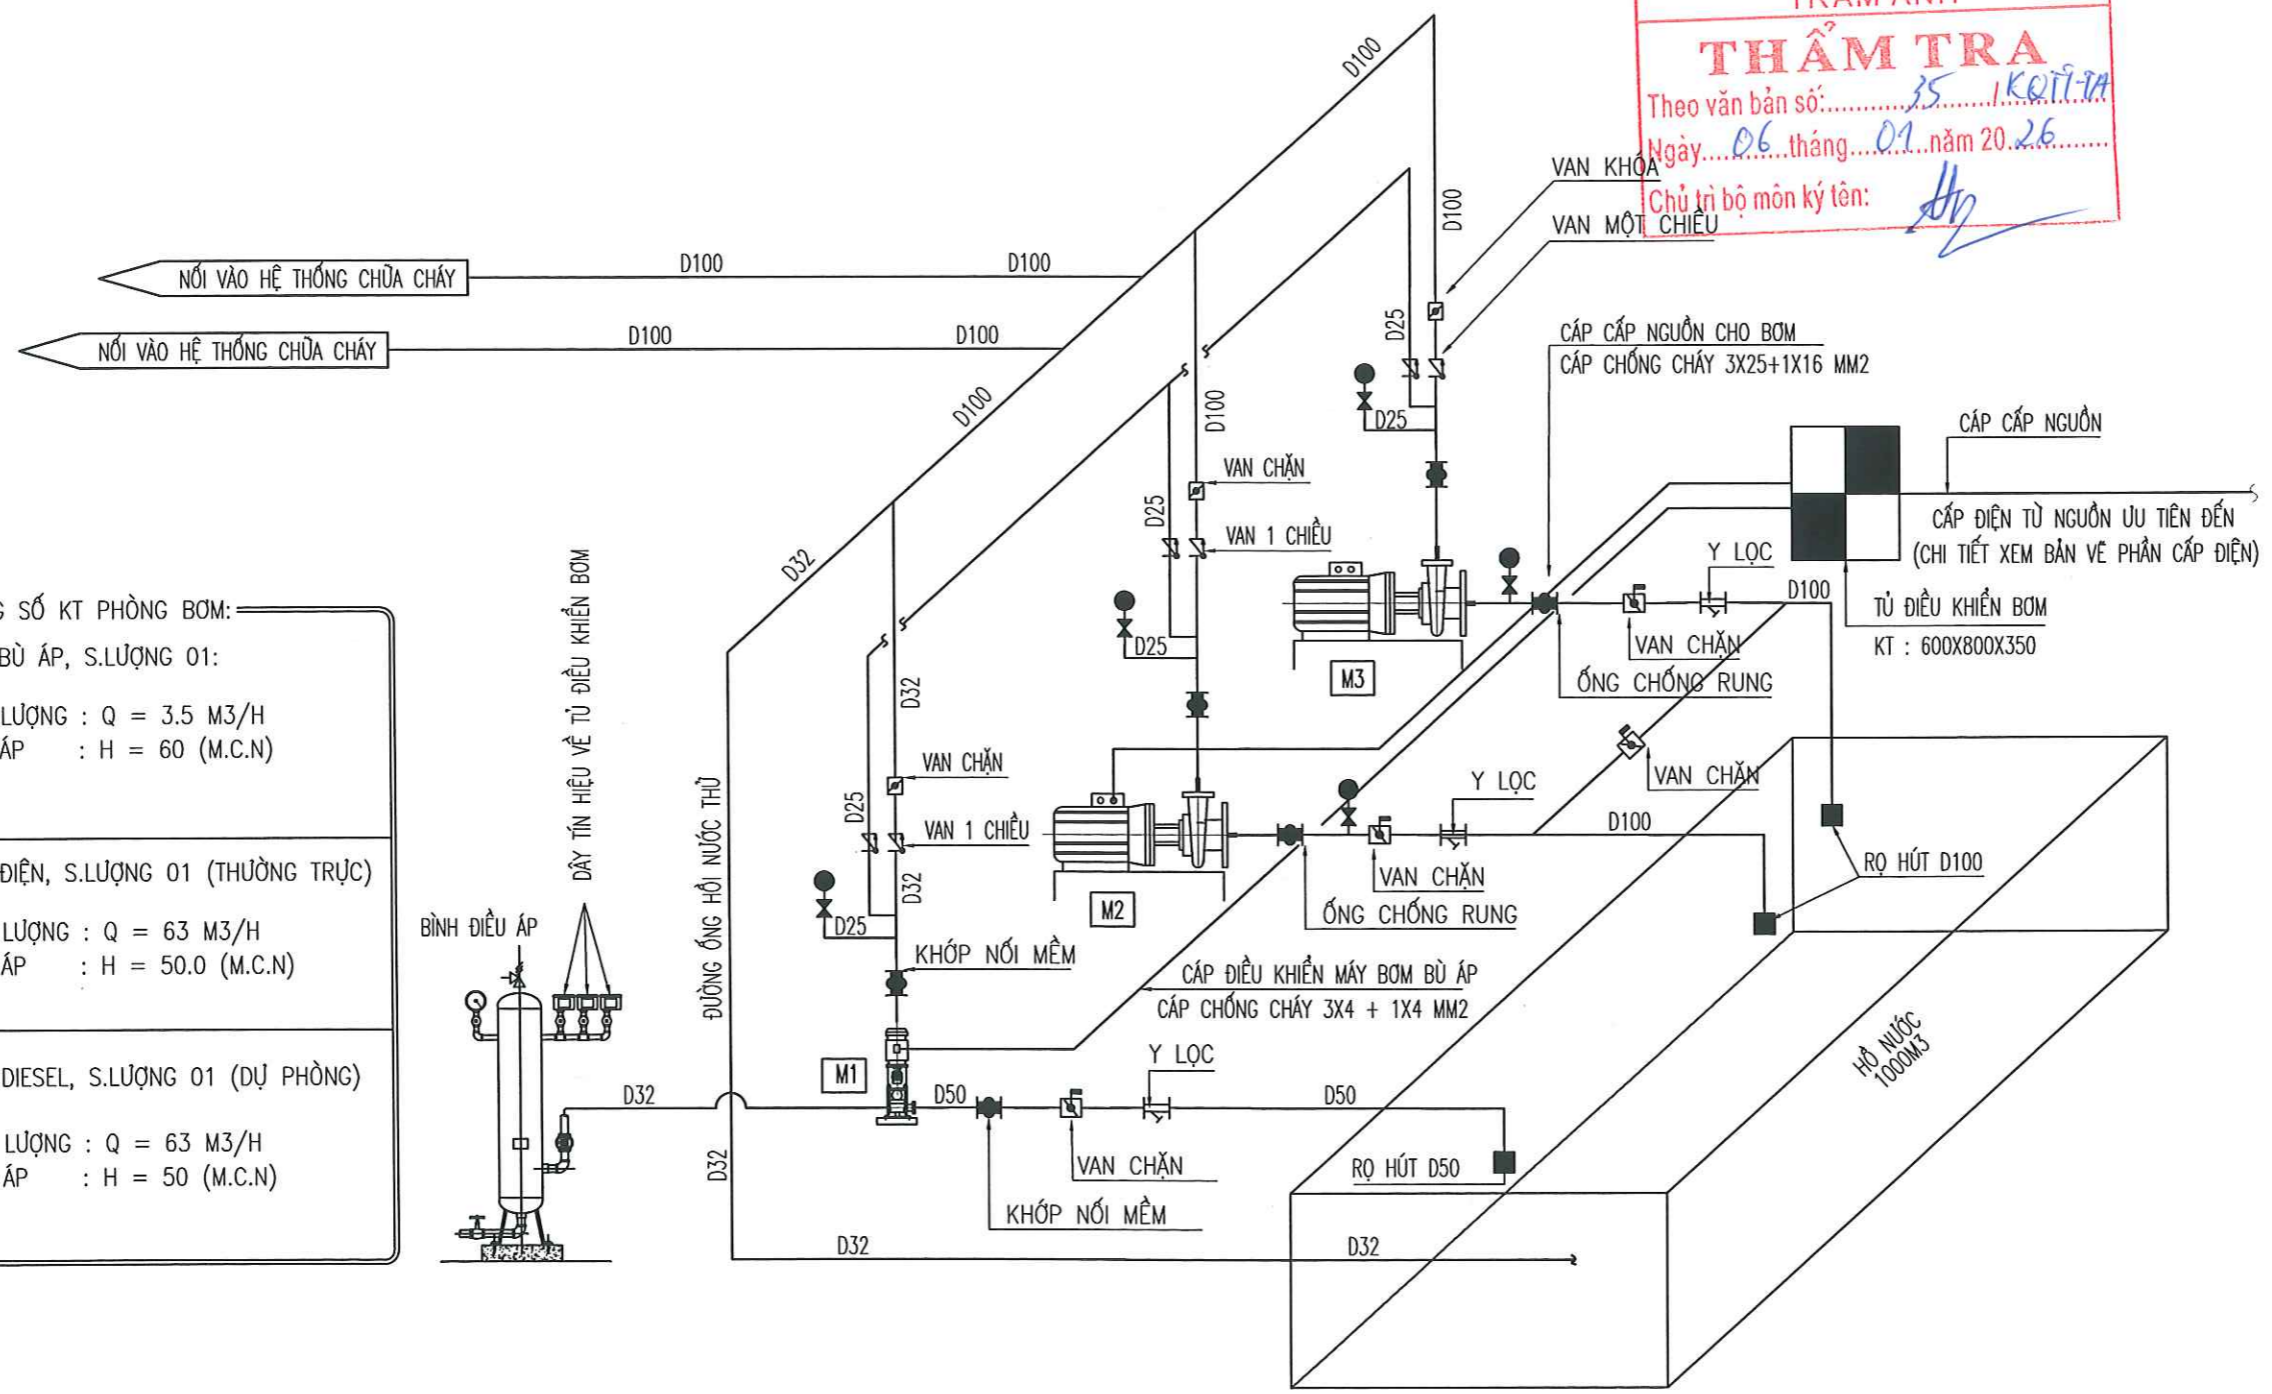 TRÂM ANH
THẨM TRA
Theo văn bản số:.........35....../KQTT-TA
Ngày....06....tháng....01...năm 20.26
Chủ trì bộ môn ký tên:
D100
VAN KHÓA
VAN MỘT CHIỀU
D100
NỐI VÀO HỆ THỐNG CHỮA CHÁY
D100
D100
NỐI VÀO HỆ THỐNG CHỮA CHÁY
D100
D100
D25
D25
CÁP CẤP NGUỒN CHO BƠM
CÁP CHỐNG CHÁY 3X25+1X16 MM2
CÁP CẤP NGUỒN
CẤP ĐIỆN TỪ NGUỒN ƯU TIÊN ĐẾN
(CHI TIẾT XEM BẢN VẼ PHẦN CẤP ĐIỆN)
TỦ ĐIỀU KHIỂN BƠM
KT : 600X800X350
D100
D100
VAN CHẶN
D25
VAN 1 CHIỀU
D25
Y LỌC
D100
VAN CHẶN
ỐNG CHỐNG RUNG
M3
D32
SỐ KT PHÒNG BƠM:
BÙ ÁP, S.LƯỢNG 01:
LƯỢNG : Q = 3.5 M3/H
ÁP : H = 60 (M.C.N)
ĐIỆN, S.LƯỢNG 01 (THƯỜNG TRỰC)
LƯỢNG : Q = 63 M3/H
ÁP : H = 50.0 (M.C.N)
DIESEL, S.LƯỢNG 01 (DỰ PHÒNG)
LƯỢNG : Q = 63 M3/H
ÁP : H = 50 (M.C.N)
DÂY TÍN HIỆU VỀ TỦ ĐIỀU KHIỂN BƠM
BÌNH ĐIỀU ÁP
ĐƯỜNG ỐNG HỒI NƯỚC THỬ
D32
VAN CHẶN
D25
VAN 1 CHIỀU
D32
D25
KHỚP NỐI MỀM
M2
Y LỌC
VAN CHẶN
D100
VAN CHẶN
ỐNG CHỐNG RUNG
RỌ HÚT D100
CÁP ĐIỀU KHIỂN MÁY BƠM BÙ ÁP
CÁP CHỐNG CHÁY 3X4 + 1X4 MM2
HỒ NƯỚC
1000M3
M1
D32
D50
Y LỌC
D50
VAN CHẶN
KHỚP NỐI MỀM
RỌ HÚT D50
D32
D32
D32